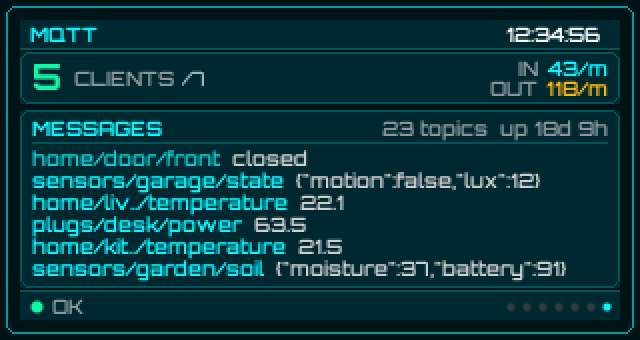 MQTT 12:34:56
5 CLIENTS /7
IN 43/m
OUT 118/m
MESSAGES 23 topics up 18d 9h
home/door/front closed
sensors/garage/state {"motion":false,"lux":12}
home/liv./temperature 22.1
plugs/desk/power 63.5
home/kit./temperature 21.5
sensors/garden/soil {"moisture":37,"battery":91}
OK